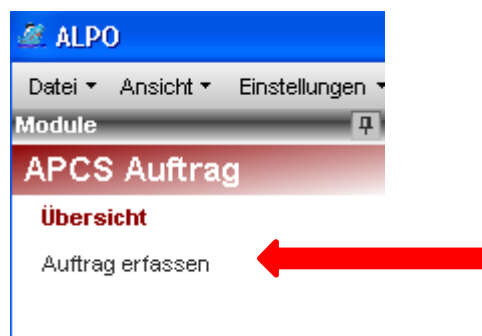 ALPO
Datei Ansicht Einstellungen
Module
APCS Auftrag
Übersicht
Auftrag erfassen